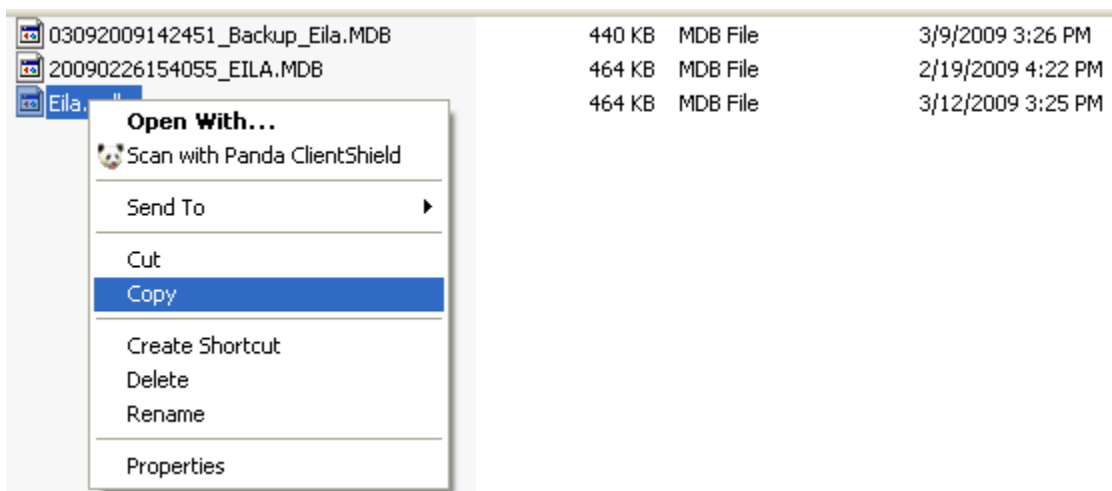 03092009142451_Backup_Eila.MDB 440 KB MDB File 3/9/2009 3:26 PM
20090226154055_EILA.MDB 464 KB MDB File 2/19/2009 4:22 PM
Eila. 464 KB MDB File 3/12/2009 3:25 PM
Open With...
Scan with Panda ClientShield
Send To
Cut
Copy
Create Shortcut
Delete
Rename
Properties